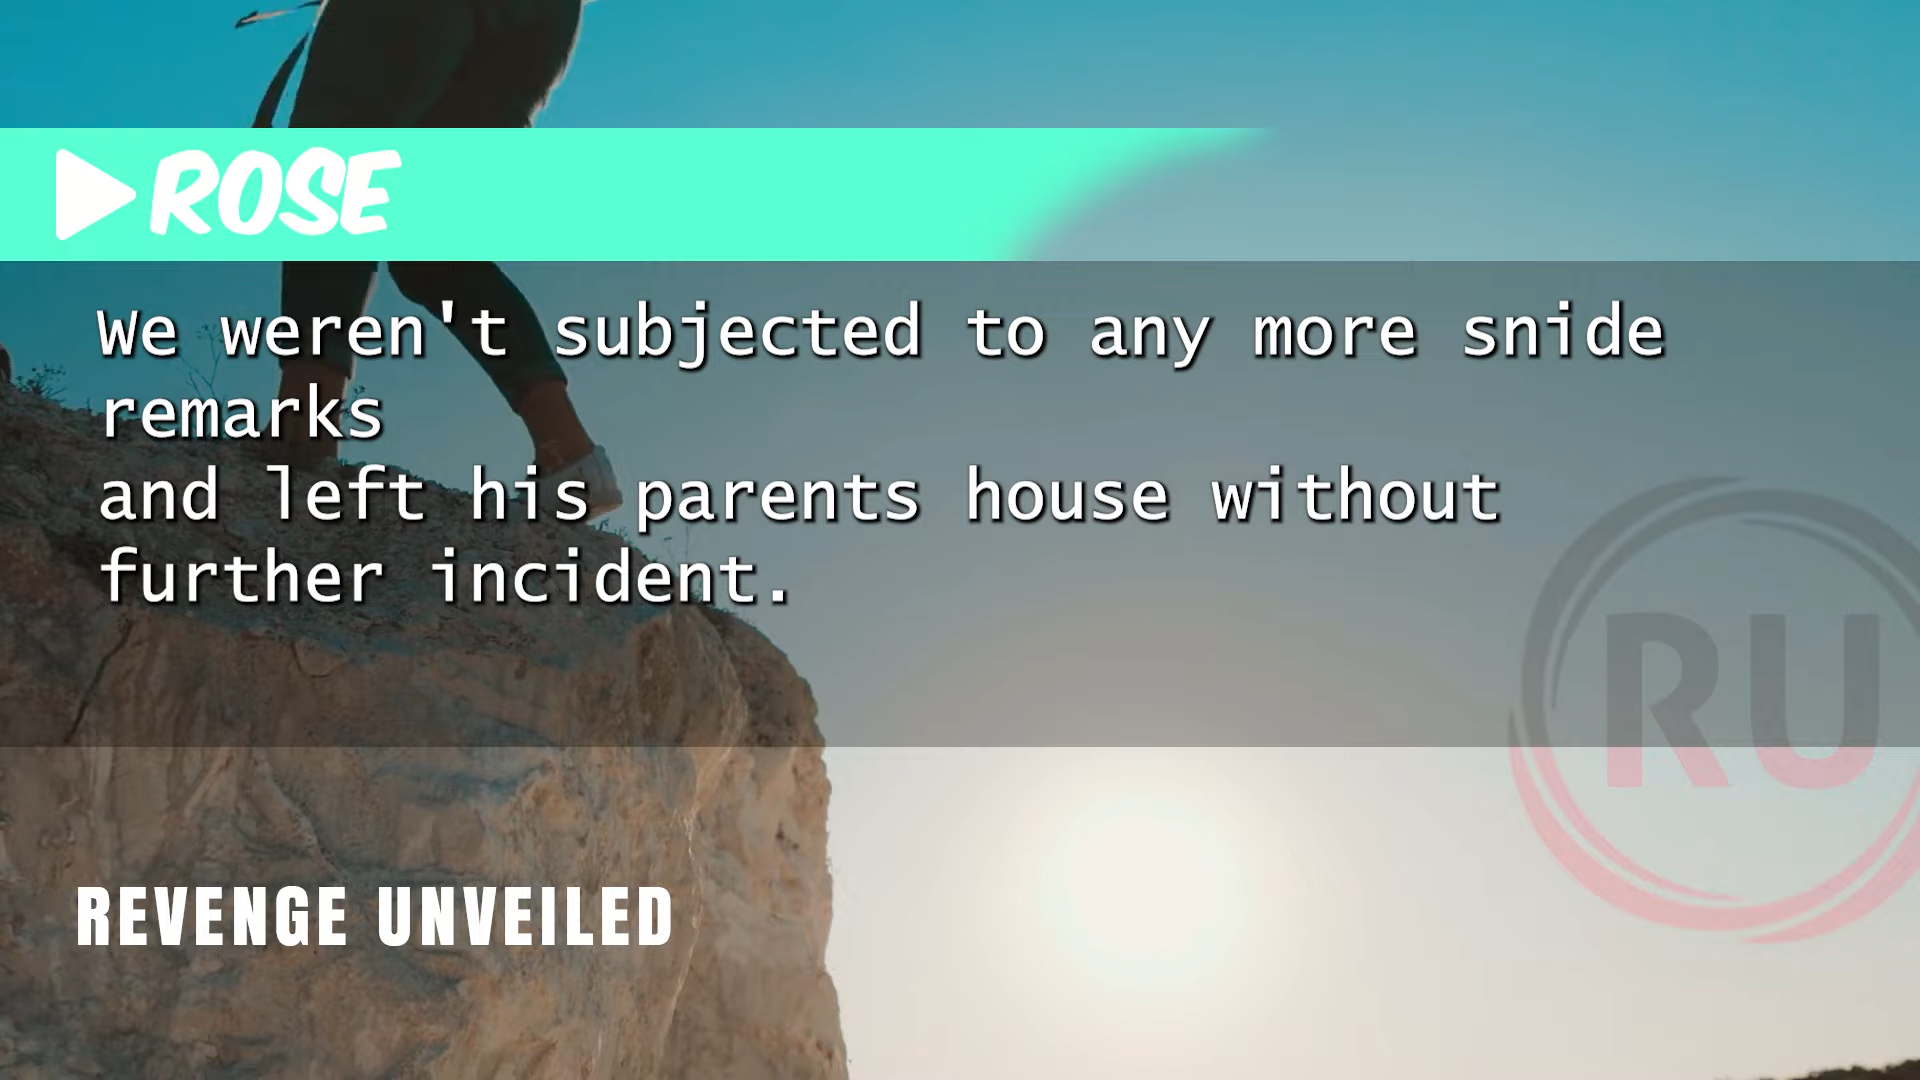 ROSE
We weren't subjected to any more snide
remarks
and left his parents house without
further incident.
RU
REVENGE UNVEILED